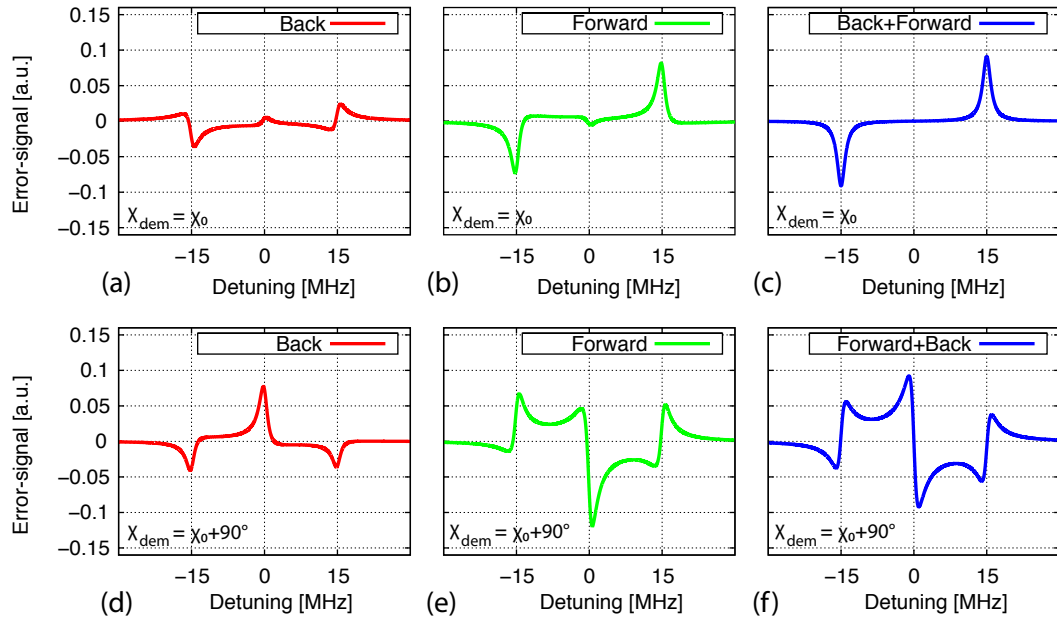 Error-signal [a.u.]
0.15
0.1
0.05
0
−0.05
−0.1
−0.15
Back
χdem = χ₀
−15 0 15
(a) Detuning [MHz]
Forward
χdem = χ₀
−15 0 15
(b) Detuning [MHz]
Back+Forward
χdem = χ₀
−15 0 15
(c) Detuning [MHz]
Error-signal [a.u.]
0.15
0.1
0.05
0
−0.05
−0.1
−0.15
Back
χdem = χ₀+90°
−15 0 15
(d) Detuning [MHz]
Forward
χdem = χ₀+90°
−15 0 15
(e) Detuning [MHz]
Forward+Back
χdem = χ₀+90°
−15 0 15
(f) Detuning [MHz]